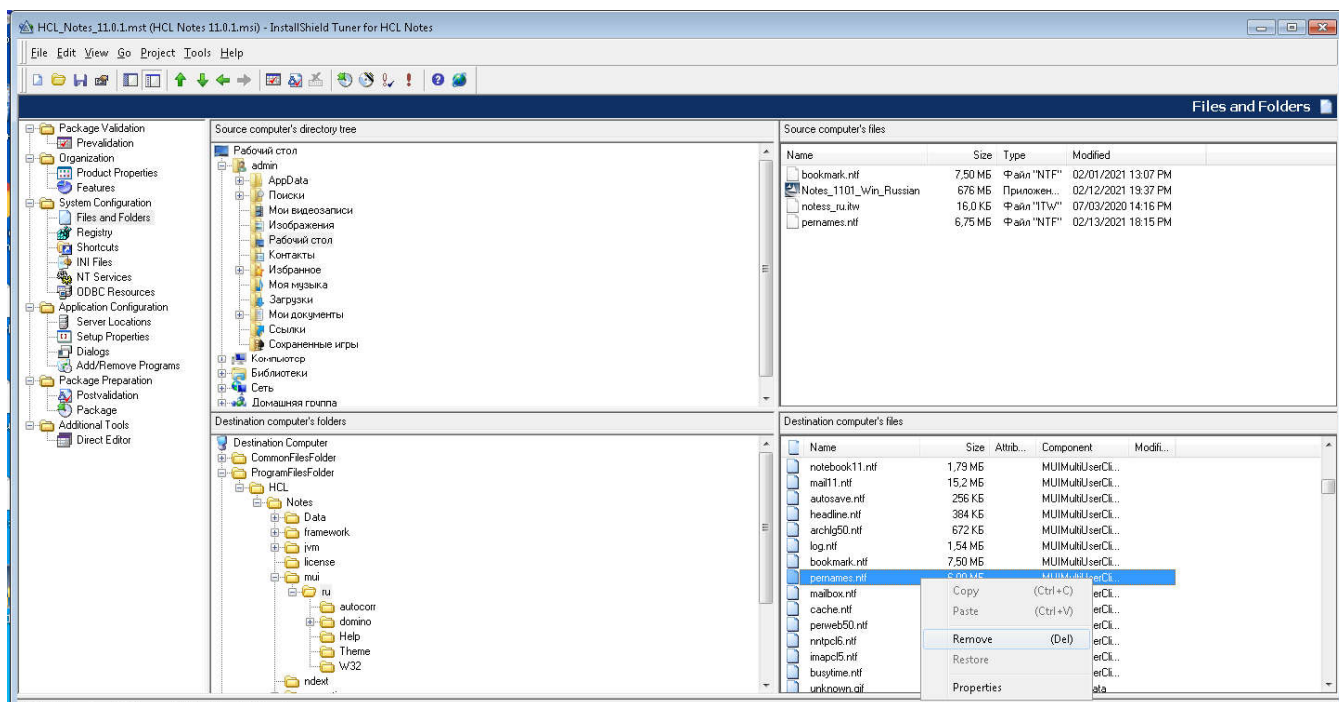 HCL_Notes_11.0.1.mst (HCL Notes 11.0.1.msi) - InstallShield Tuner for HCL Notes
File Edit View Go Project Tools Help
Files and Folders
Package Validation
Prevalidation
Organization
Product Properties
Features
System Configuration
Files and Folders
Registry
Shortcuts
INI Files
NT Services
ODBC Resources
Application Configuration
Server Locations
Setup Properties
Dialogs
Add/Remove Programs
Package Preparation
Postvalidation
Package
Additional Tools
Direct Editor
Source computer's directory tree
Рабочий стол
admin
AppData
Поиски
Мои видеозаписи
Изображения
Рабочий стол
Контакты
Избранное
Моя музыка
Загрузки
Мои документы
Ссылки
Сохраненные игры
Компьютер
Библиотеки
Сеть
Домашняя группа
Source computer's files
Name Size Type Modified
bookmark.ntf 7,50 МБ Файл "NTF" 02/01/2021 13:07 PM
Notes_1101_Win_Russian 676 МБ Приложен... 02/12/2021 19:37 PM
notess_ru.itw 16,0 КБ Файл "ITW" 07/03/2020 14:16 PM
pernames.ntf 6,75 МБ Файл "NTF" 02/13/2021 18:15 PM
Destination computer's folders
Destination Computer
CommonFilesFolder
ProgramFilesFolder
HCL
Notes
Data
framework
jvm
license
mui
ru
autocorr
domino
Help
Theme
W32
ndext
Destination computer's files
Name Size Attrib... Component Modifi...
notebook11.ntf 1,79 МБ MUIMultiUserCli...
mail11.ntf 15,2 МБ MUIMultiUserCli...
autosave.ntf 256 КБ MUIMultiUserCli...
headline.ntf 384 КБ MUIMultiUserCli...
archlg50.ntf 672 КБ MUIMultiUserCli...
log.ntf 1,54 МБ MUIMultiUserCli...
bookmark.ntf 7,50 МБ MUIMultiUserCli...
pernames.ntf
mailbox.ntf erCli...
cache.ntf erCli...
perweb50.ntf erCli...
nntpcl6.ntf erCli...
imapcl5.ntf erCli...
busytime.ntf erCli...
unknown.gif ata
Copy (Ctrl+C)
Paste (Ctrl+V)
Remove (Del)
Restore
Properties